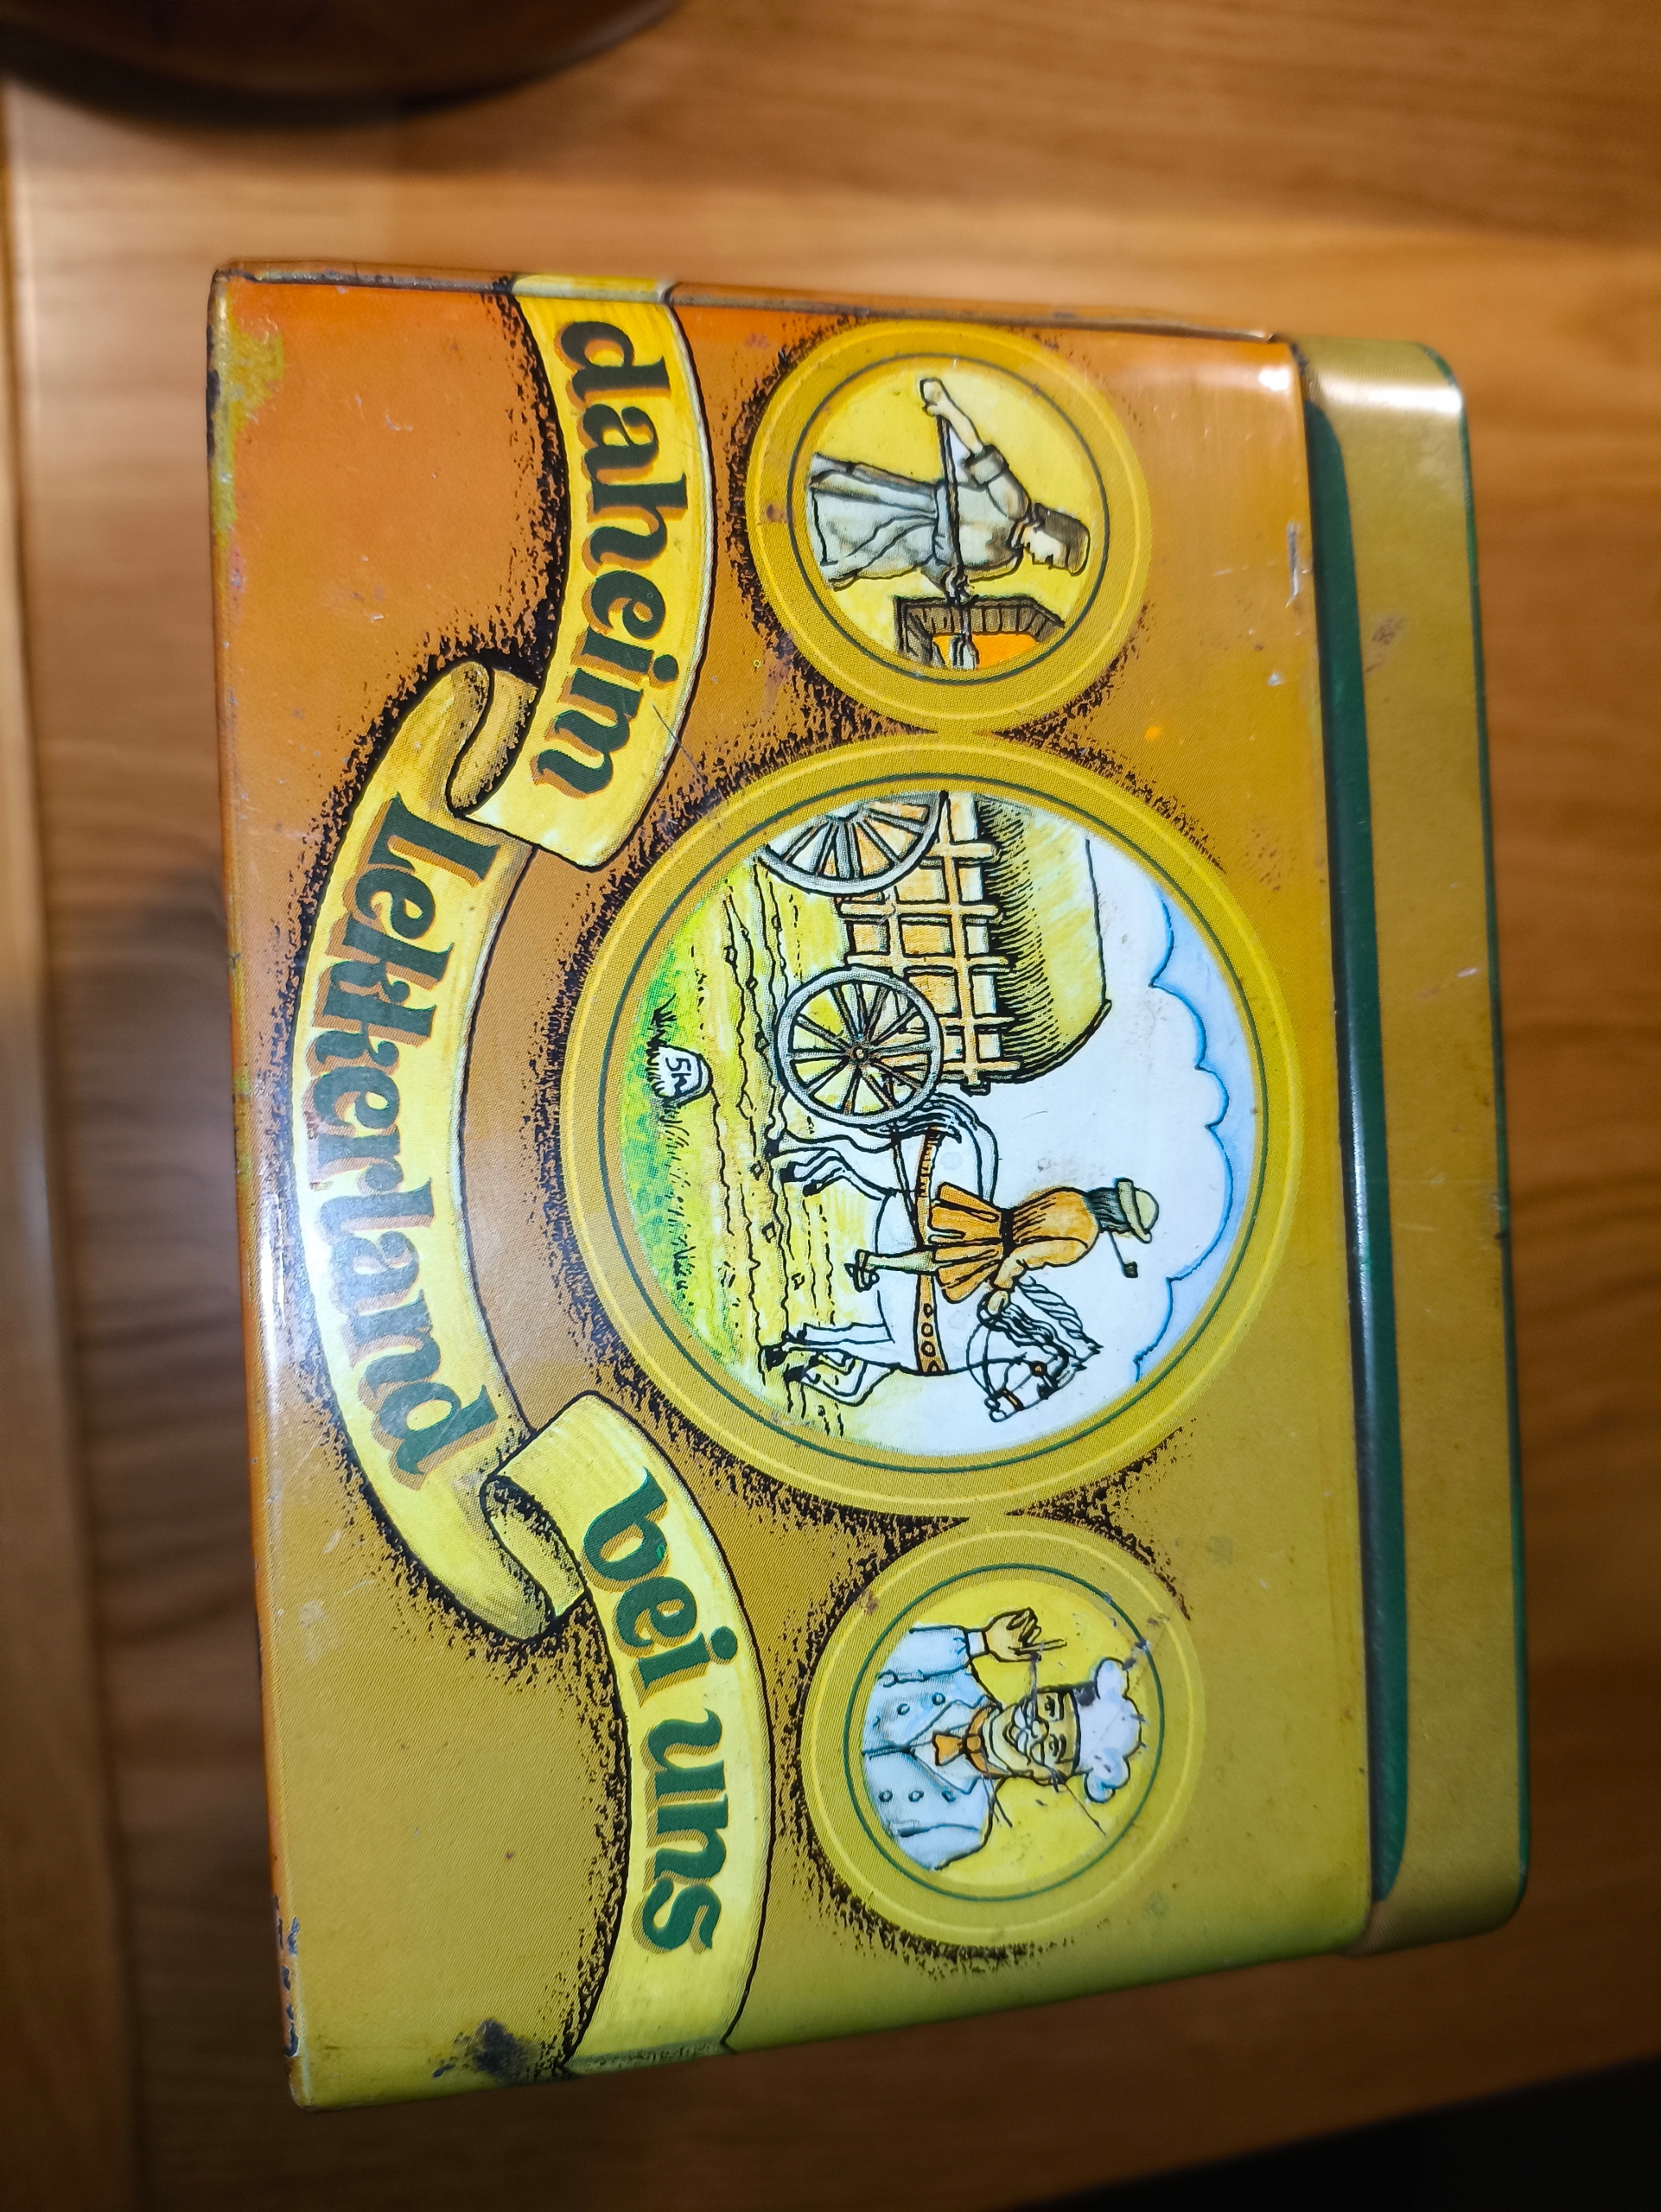 daheim
Lekkerland
bei uns